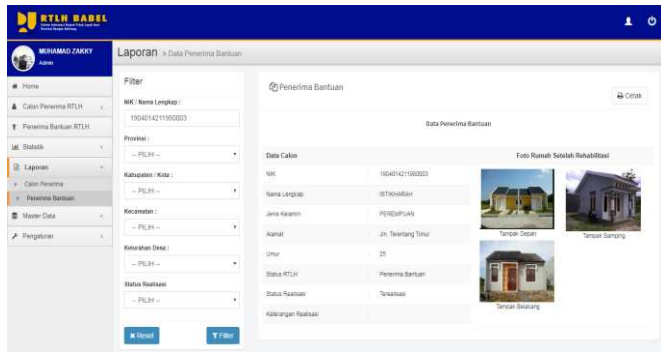 RTLH BABEL
MUHAMAD ZAKKY
Admin
Home
Calon Penerima RTLH
Penerima Bantuan RTLH
Statistik
Laporan
Calon Penerima
Penerima Bantuan
Master Data
Pengaturan
Laporan » Data Penerima Bantuan
Filter
NIK / Nama Lengkap :
1904014211980003
Provinsi :
-- PILIH --
Kabupaten / Kota :
-- PILIH --
Kecamatan :
-- PILIH --
Kelurahan Desa :
-- PILIH --
Status Realisasi
-- PILIH --
Reset
Filter
Penerima Bantuan
Cetak
Data Penerima Bantuan
Data Calon
NIK :
Nama Lengkap : ISTIKHARAH
Jenis Kelamin : PEREMPUAN
Alamat : Jln. Terentang Timur
Umur : 25
Status RTLH : Penerima Bantuan
Status Realisasi : Terealisasi
Keterangan Realisasi :
Foto Rumah Setelah Rehabilitasi
Tampak Depan
Tampak Samping
Tampak Belakang